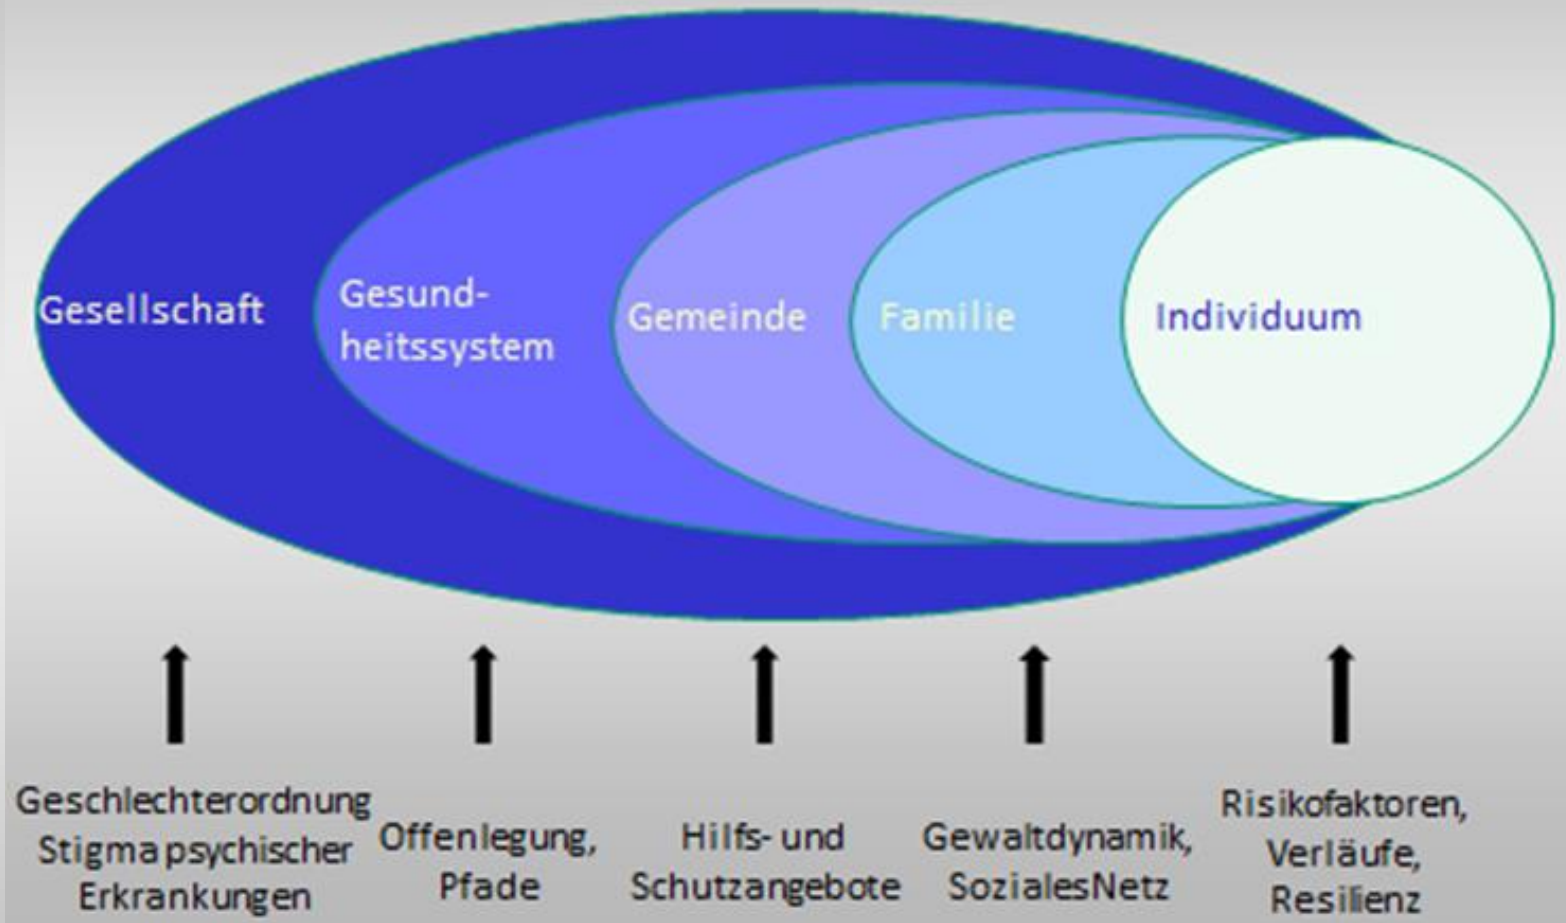 Gesellschaft
Gesund-
heitssystem
Gemeinde
Familie
Individuum
Geschlechterordnung
Stigma psychischer
Erkrankungen
Offenlegung,
Pfade
Hilfs- und
Schutzangebote
Gewaltdynamik,
SozialesNetz
Risikofaktoren,
Verläufe,
Resilienz